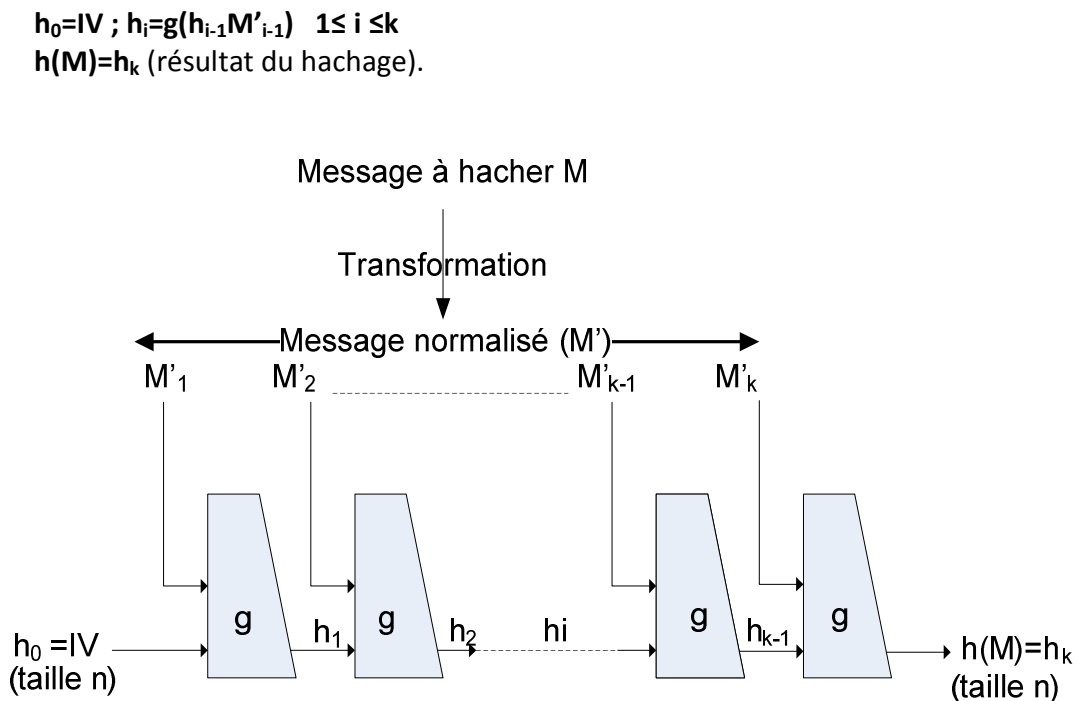 h₀=IV ; hᵢ=g(hᵢ₋₁M’ᵢ₋₁) 1≤ i ≤k
h(M)=hₖ (résultat du hachage).
Message à hacher M
Transformation
Message normalisé (M’)
M’₁ M’₂ M’ₖ₋₁ M’ₖ
g g g g
h₁ h₂ hi hₖ₋₁
h₀ =IV
(taille n)
h(M)=hₖ
(taille n)